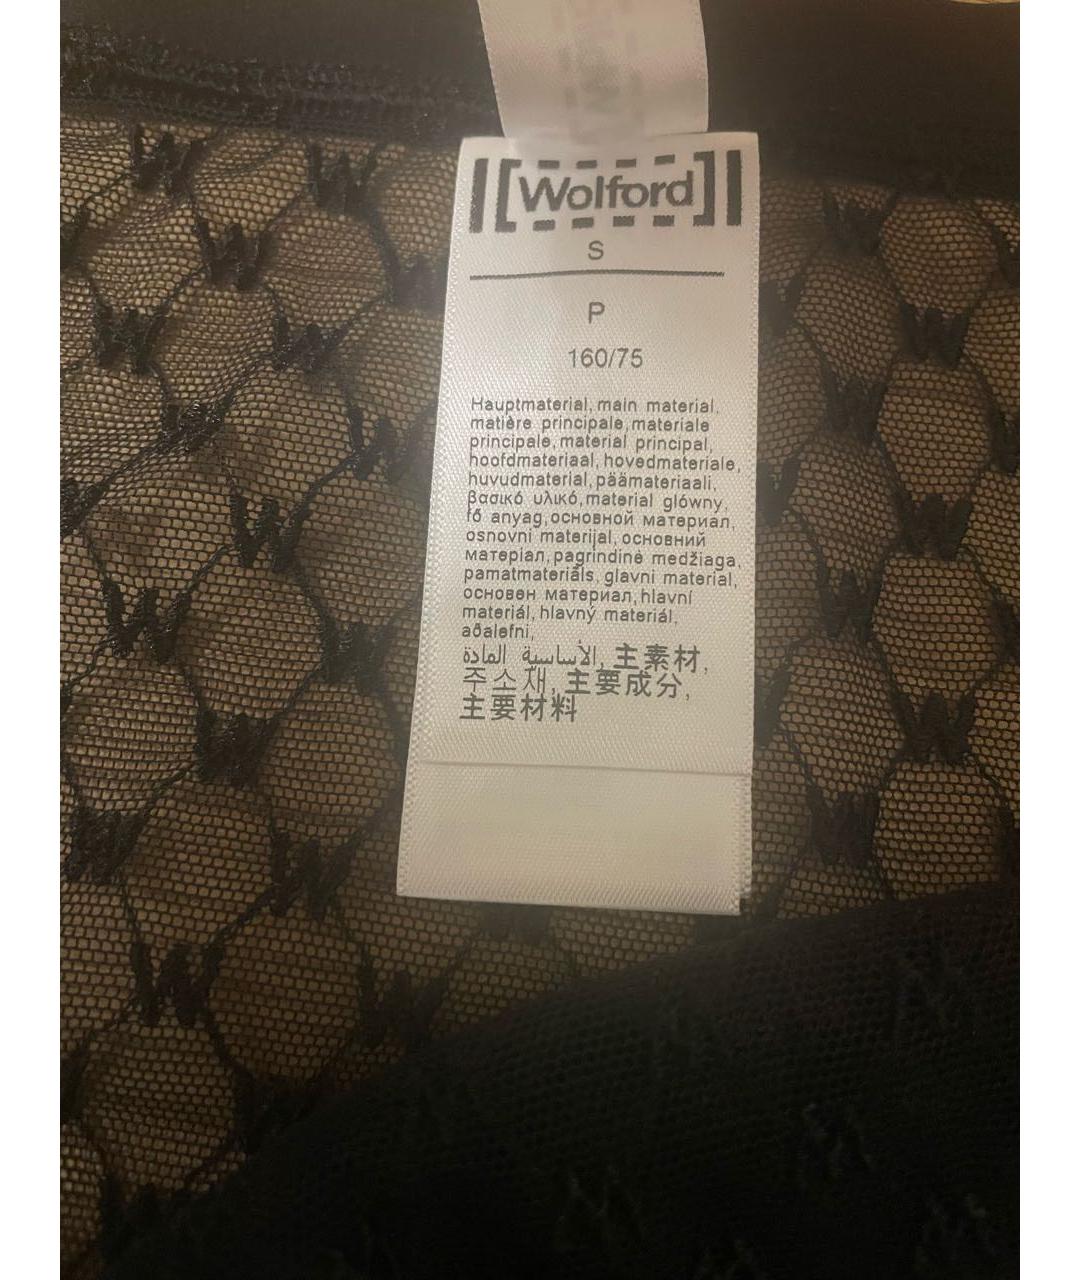 [Wolford]
S
P
160/75
Hauptmaterial, main material,
matière principale, materiale
principale, material principal,
hoofdmateriaal, hovedmateriale,
huvudmaterial, päämateriaali,
βασικό υλικό, material glówny,
fő anyag, основной материал,
osnovni materijal, основний
матеріал, pagrindinė medžiaga,
pamatmateriāls, glavni material,
основен материал, hlavní
materiál, hlavný materiál,
aðalefni,
الأساسية المادة, 主素材,
주소재, 主要成分,
主要材料